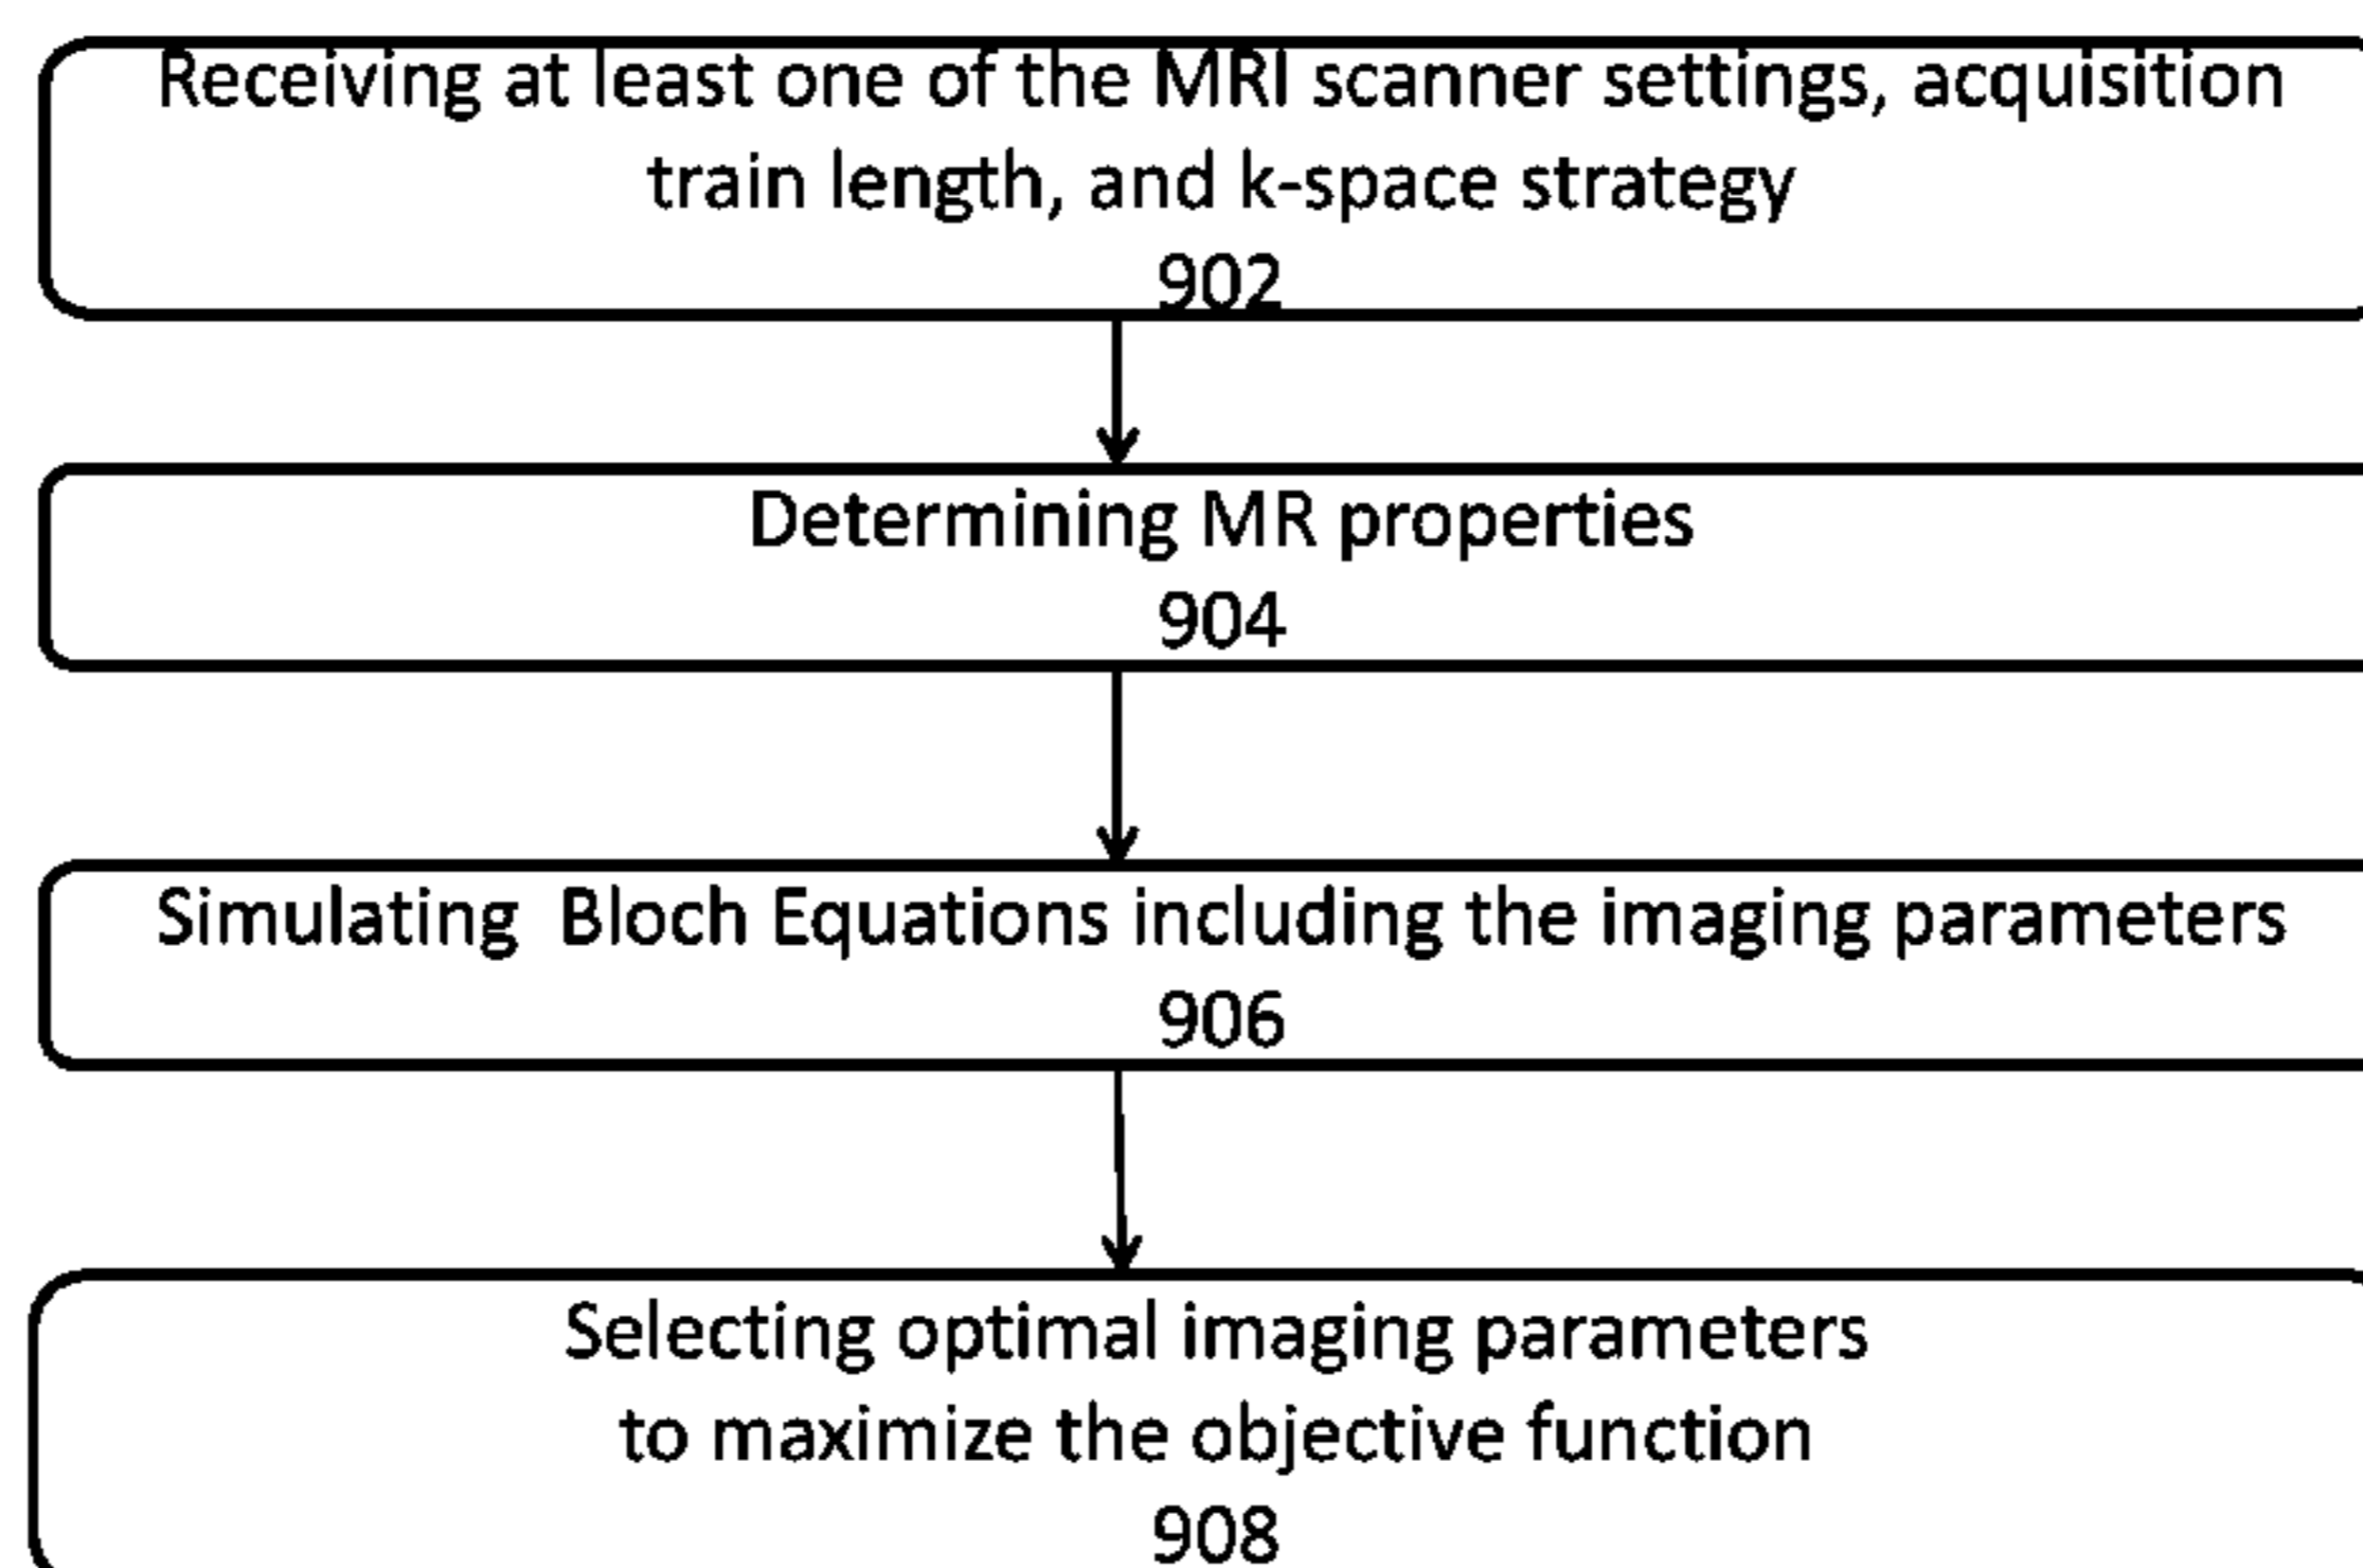 Receiving at least one of the MRI scanner settings, acquisition
train length, and k-space strategy
902
Determining MR properties
904
Simulating Bloch Equations including the imaging parameters
906
Selecting optimal imaging parameters
to maximize the objective function
908